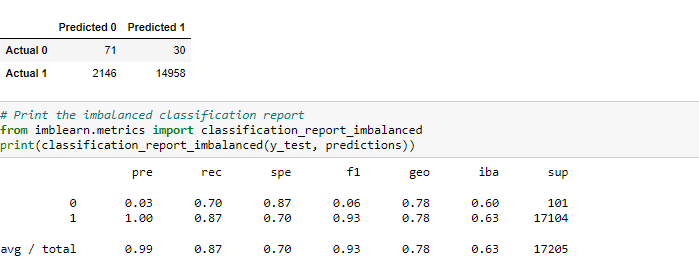 Predicted 0 Predicted 1
Actual 0 71 30
Actual 1 2146 14958
# Print the imbalanced classification report
from imblearn.metrics import classification_report_imbalanced
print(classification_report_imbalanced(y_test, predictions))
pre rec spe f1 geo iba sup
0 0.03 0.70 0.87 0.06 0.78 0.60 101
1 1.00 0.87 0.70 0.93 0.78 0.63 17104
avg / total 0.99 0.87 0.70 0.93 0.78 0.63 17205